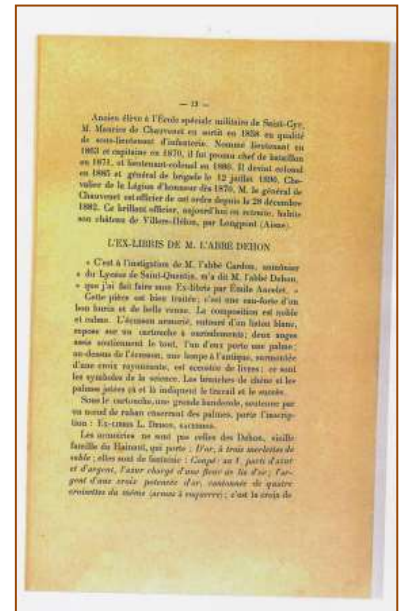 — 13 —
Ancien élève à l'École spéciale militaire de Saint-Cyr,
M. Maurice de Chauvenet en sortit en 1858 en qualité
de sous-lieutenant d'infanterie. Nommé lieutenant en
1863 et capitaine en 1870, il fut promu chef de bataillon
en 1871, et lieutenant-colonel en 1880. Il devint colonel
en 1885 et général de brigade le 12 juillet 1890. Che-
valier de la Légion d'honneur dès 1870, M. le général de
Chauvenet est officier de cet ordre depuis le 28 décembre
1882. Ce brillant officier, aujourd'hui en retraite, habite
son château de Villers-Hélon, par Longpont (Aisne).
L'EX-LIBRIS DE M. L'ABBÉ DEHON
« C'est à l'instigation de M. l'abbé Cardon, aumônier
« du Lycée de Saint-Quentin, m'a dit M. l'abbé Dehon,
« que j'ai fait faire mon Ex-libris par Émile Ancelet. »
Cette pièce est bien traitée; c'est une eau-forte d'un
bon burin et de belle venue. La composition est noble
et calme. L'écusson armorié, entouré d'un listou blanc,
repose sur un cartouche à enroulements; deux anges
assis soutiennent le tout, l'un d'eux porte une palme;
au-dessus de l'écusson, une lampe à l'antique, surmontée
d'une croix rayonnante, est accostée de livres; ce sont
les symboles de la science. Les branches de chêne et les
palmes jetées çà et là indiquent le travail et le succès.
Sous le cartouche, une grande banderole, soutenue par
un nœud de ruban enserrant des palmes, porte l'inscrip-
tion : EX-LIBRIS L. DEHON, SACERDOS.
Les armoiries ne sont pas celles des Dehon, vieille
famille du Hainaut, qui porte : D'or, à trois merlettes de
sable; elles sont de fantaisie : Coupé: au 1, parti d'azur
et d'argent, l'azur chargé d'une fleur de lis d'or; l'ar-
gent d'une croix potencée d'or, cantonnée de quatre
croisettes du même (armes à enquerre); c'est la croix de